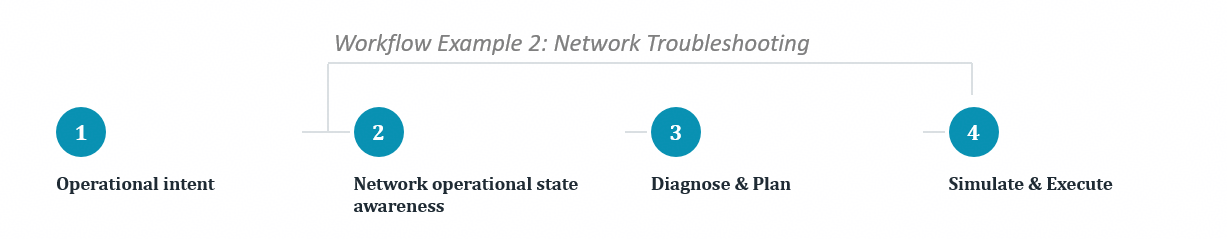 Workflow Example 2: Network Troubleshooting
1
2
3
4
Operational intent
Network operational state
awareness
Diagnose & Plan
Simulate & Execute